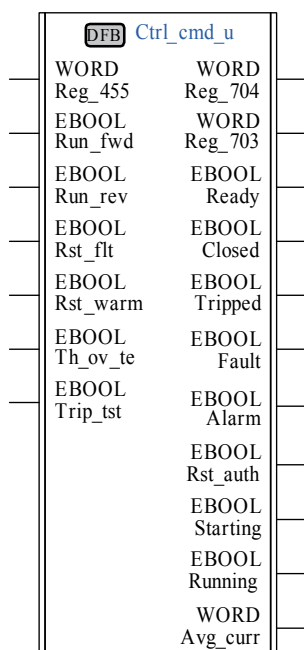 DFB Ctrl_cmd_u
WORD WORD
Reg_455 Reg_704
EBOOL WORD
Run_fwd Reg_703
EBOOL EBOOL
Run_rev Ready
EBOOL EBOOL
Rst_flt Closed
EBOOL EBOOL
Rst_warm Tripped
EBOOL EBOOL
Th_ov_te Fault
EBOOL EBOOL
Trip_tst Alarm
EBOOL
Rst_auth
EBOOL
Starting
EBOOL
Running
WORD
Avg_curr